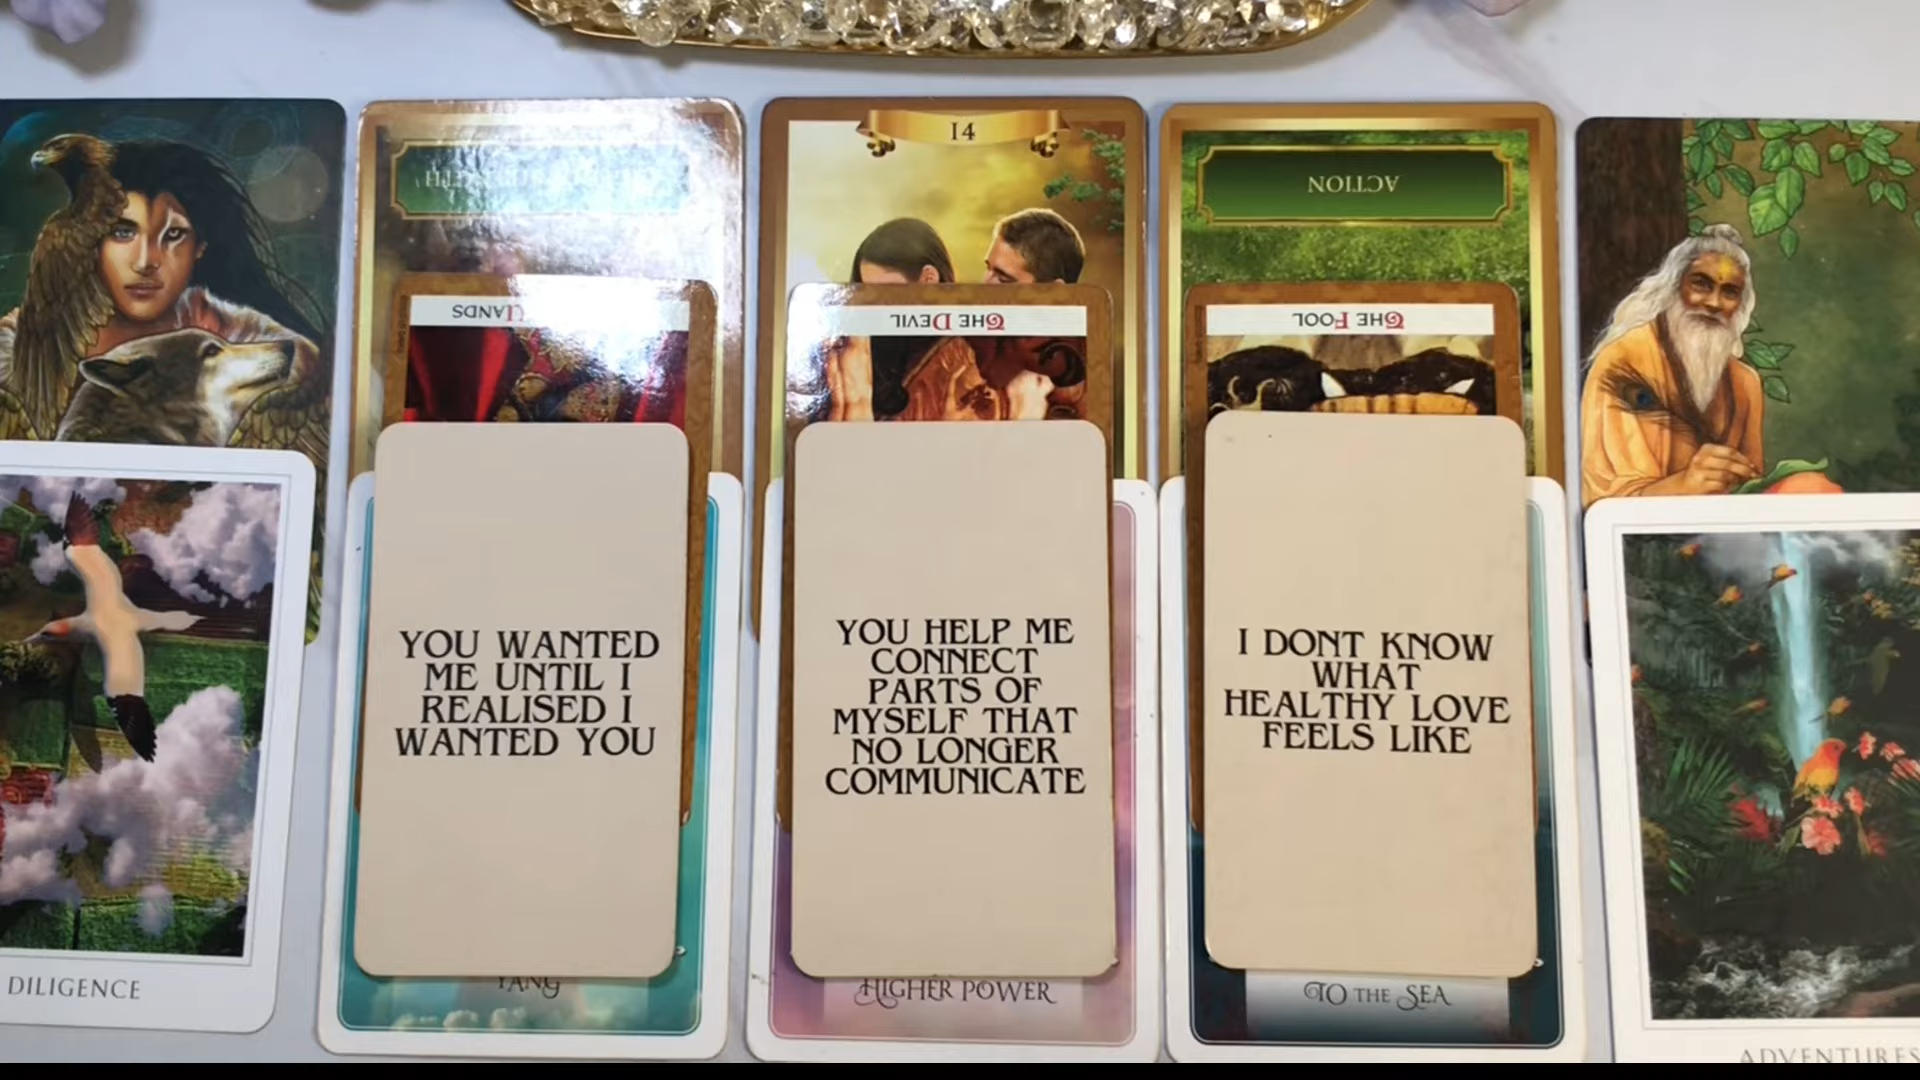 14
ACTION
WANDS
THE DEVIL
THE FOOL
YOU WANTED
ME UNTIL I
REALISED I
WANTED YOU
YOU HELP ME
CONNECT
PARTS OF
MYSELF THAT
NO LONGER
COMMUNICATE
I DONT KNOW
WHAT
HEALTHY LOVE
FEELS LIKE
DILIGENCE
YANG
HIGHER POWER
TO THE SEA
ADVENTURES